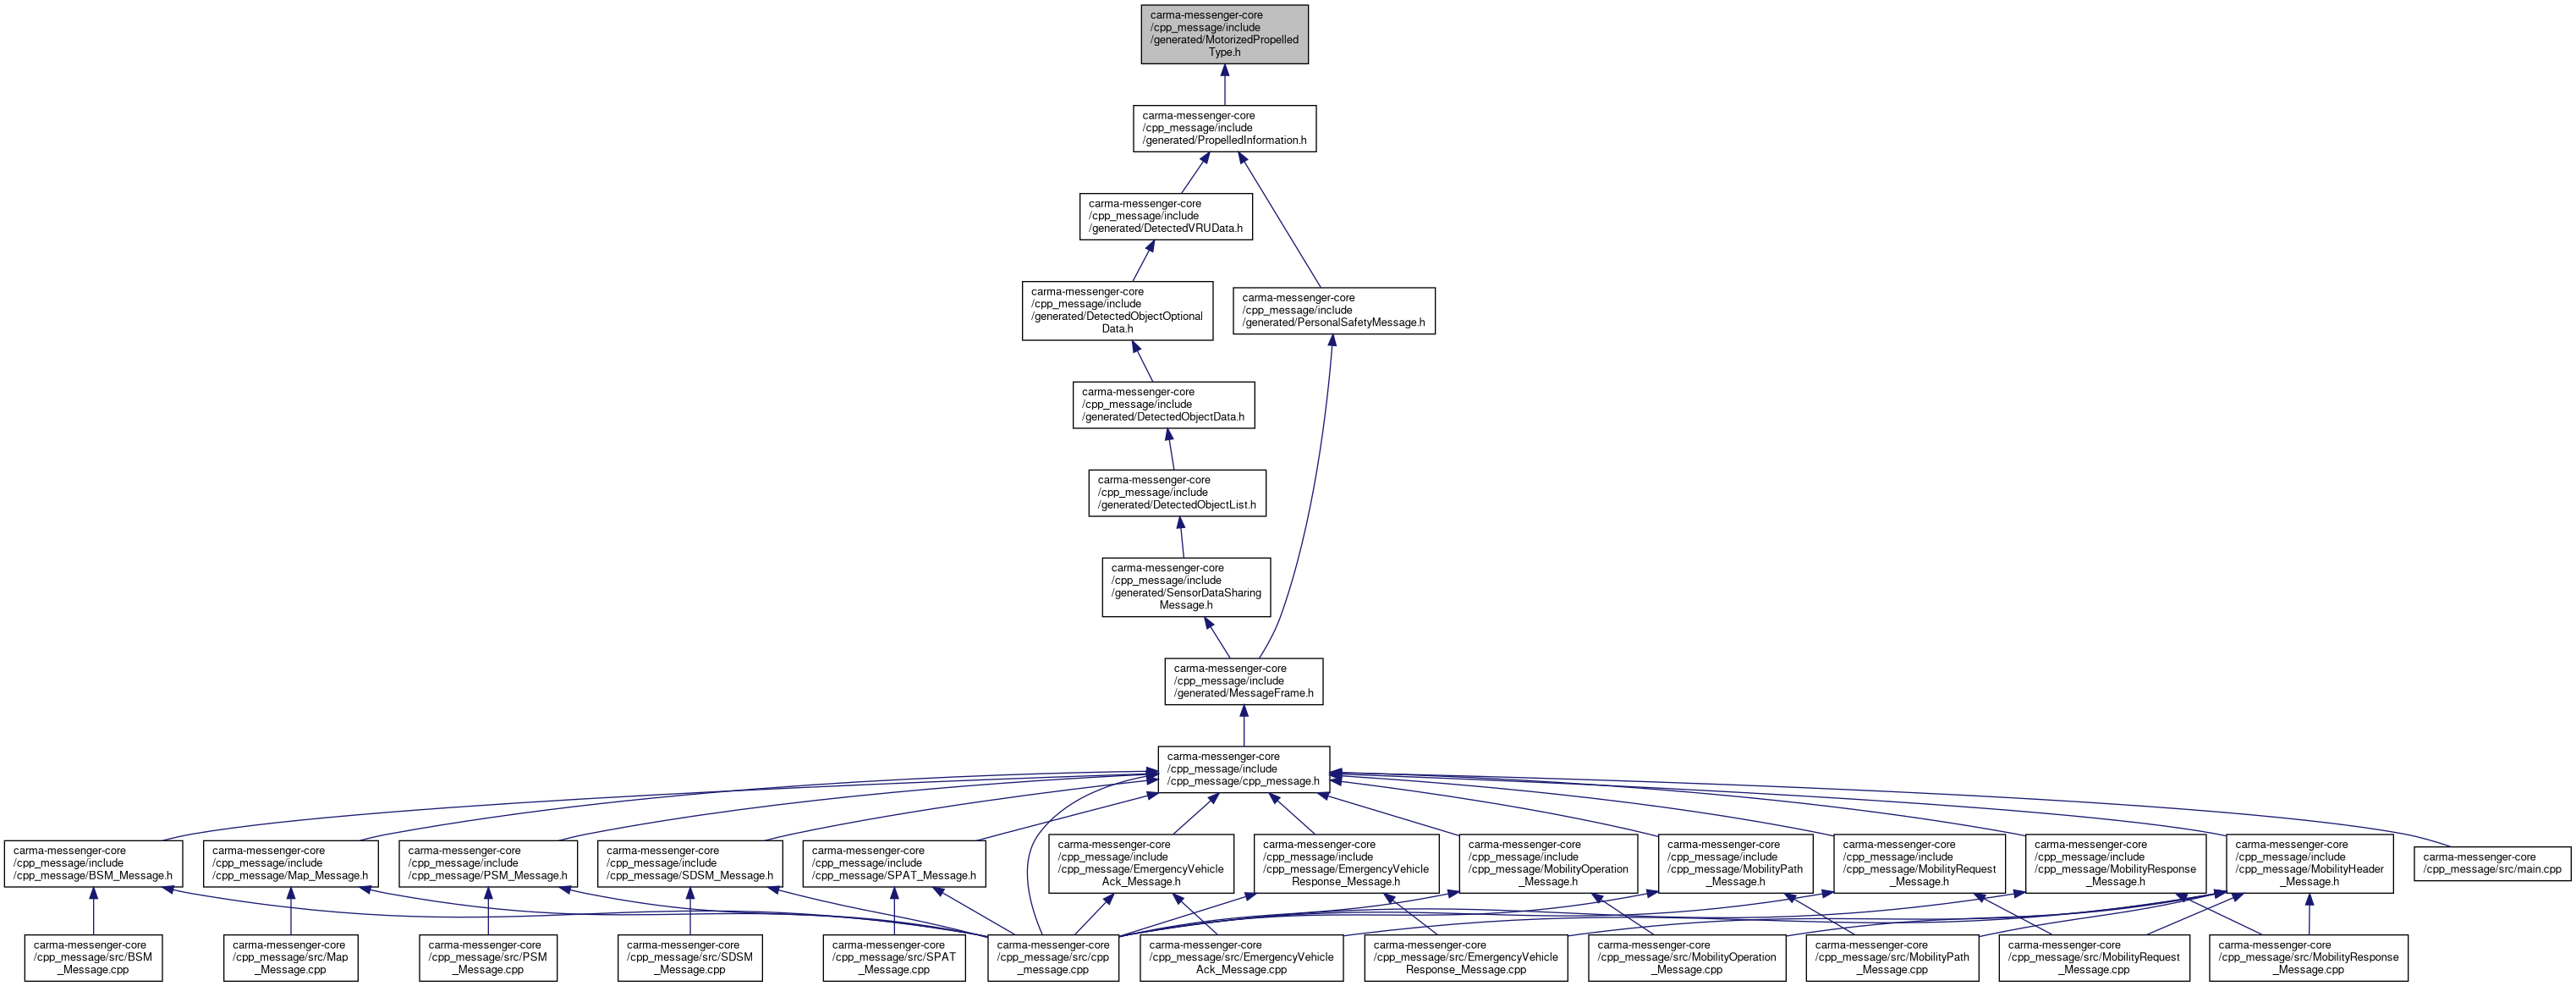 carma-messenger-core
/cpp_message/include
/generated/MotorizedPropelled
Type.h
carma-messenger-core
/cpp_message/include
/generated/PropelledInformation.h
carma-messenger-core
/cpp_message/include
/generated/DetectedVRUData.h
carma-messenger-core
/cpp_message/include
/generated/DetectedObjectOptional
Data.h
carma-messenger-core
/cpp_message/include
/generated/PersonalSafetyMessage.h
carma-messenger-core
/cpp_message/include
/generated/DetectedObjectData.h
carma-messenger-core
/cpp_message/include
/generated/DetectedObjectList.h
carma-messenger-core
/cpp_message/include
/generated/SensorDataSharing
Message.h
carma-messenger-core
/cpp_message/include
/generated/MessageFrame.h
carma-messenger-core
/cpp_message/include
/cpp_message/cpp_message.h
carma-messenger-core
/cpp_message/include
/cpp_message/BSM_Message.h
carma-messenger-core
/cpp_message/include
/cpp_message/Map_Message.h
carma-messenger-core
/cpp_message/include
/cpp_message/PSM_Message.h
carma-messenger-core
/cpp_message/include
/cpp_message/SDSM_Message.h
carma-messenger-core
/cpp_message/include
/cpp_message/SPAT_Message.h
carma-messenger-core
/cpp_message/include
/cpp_message/EmergencyVehicle
Ack_Message.h
carma-messenger-core
/cpp_message/include
/cpp_message/EmergencyVehicle
Response_Message.h
carma-messenger-core
/cpp_message/include
/cpp_message/MobilityOperation
_Message.h
carma-messenger-core
/cpp_message/include
/cpp_message/MobilityPath
_Message.h
carma-messenger-core
/cpp_message/include
/cpp_message/MobilityRequest
_Message.h
carma-messenger-core
/cpp_message/include
/cpp_message/MobilityResponse
_Message.h
carma-messenger-core
/cpp_message/include
/cpp_message/MobilityHeader
_Message.h
carma-messenger-core
/cpp_message/src/main.cpp
carma-messenger-core
/cpp_message/src/BSM
_Message.cpp
carma-messenger-core
/cpp_message/src/Map
_Message.cpp
carma-messenger-core
/cpp_message/src/PSM
_Message.cpp
carma-messenger-core
/cpp_message/src/SDSM
_Message.cpp
carma-messenger-core
/cpp_message/src/SPAT
_Message.cpp
carma-messenger-core
/cpp_message/src/cpp
_message.cpp
carma-messenger-core
/cpp_message/src/EmergencyVehicle
Ack_Message.cpp
carma-messenger-core
/cpp_message/src/EmergencyVehicle
Response_Message.cpp
carma-messenger-core
/cpp_message/src/MobilityOperation
_Message.cpp
carma-messenger-core
/cpp_message/src/MobilityPath
_Message.cpp
carma-messenger-core
/cpp_message/src/MobilityRequest
_Message.cpp
carma-messenger-core
/cpp_message/src/MobilityResponse
_Message.cpp